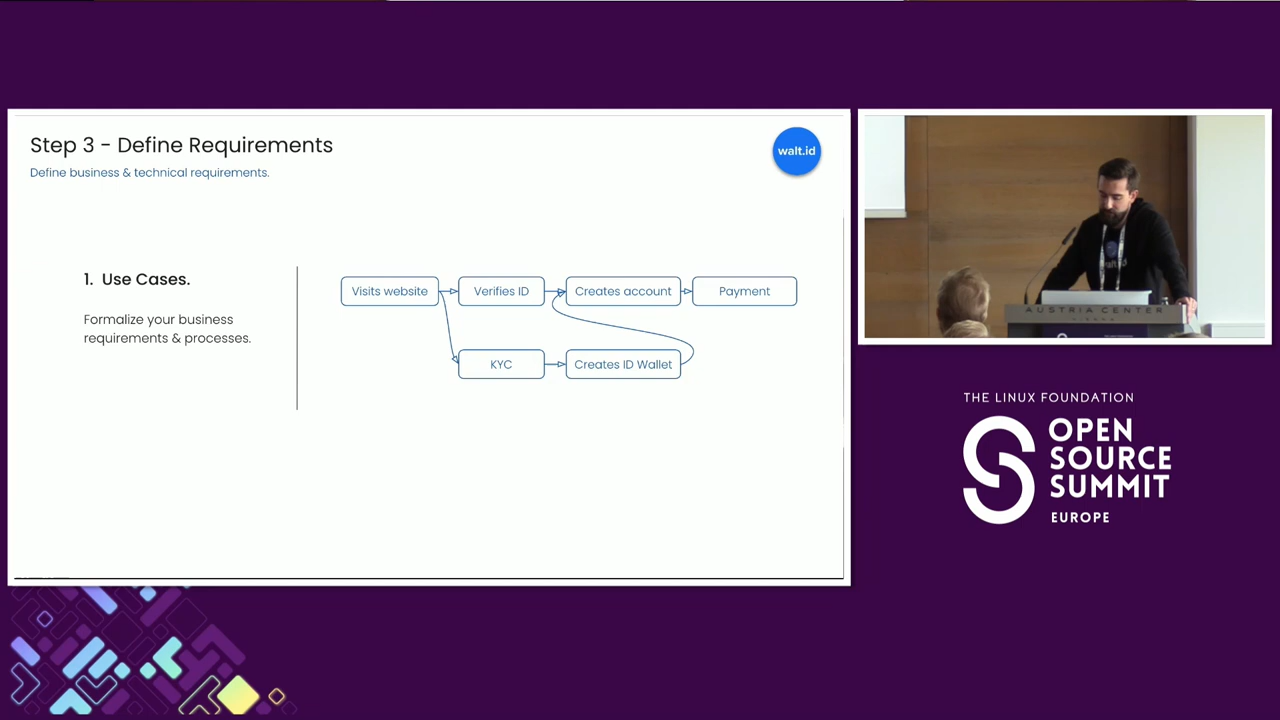 Step 3 - Define Requirements
Define business & technical requirements.
walt.id
1. Use Cases.
Formalize your business
requirements & processes.
Visits website
Verifies ID
Creates account
Payment
KYC
Creates ID Wallet
AUSTRIA CENTER
THE LINUX FOUNDATION
OPEN
SOURCE
SUMMIT
EUROPE